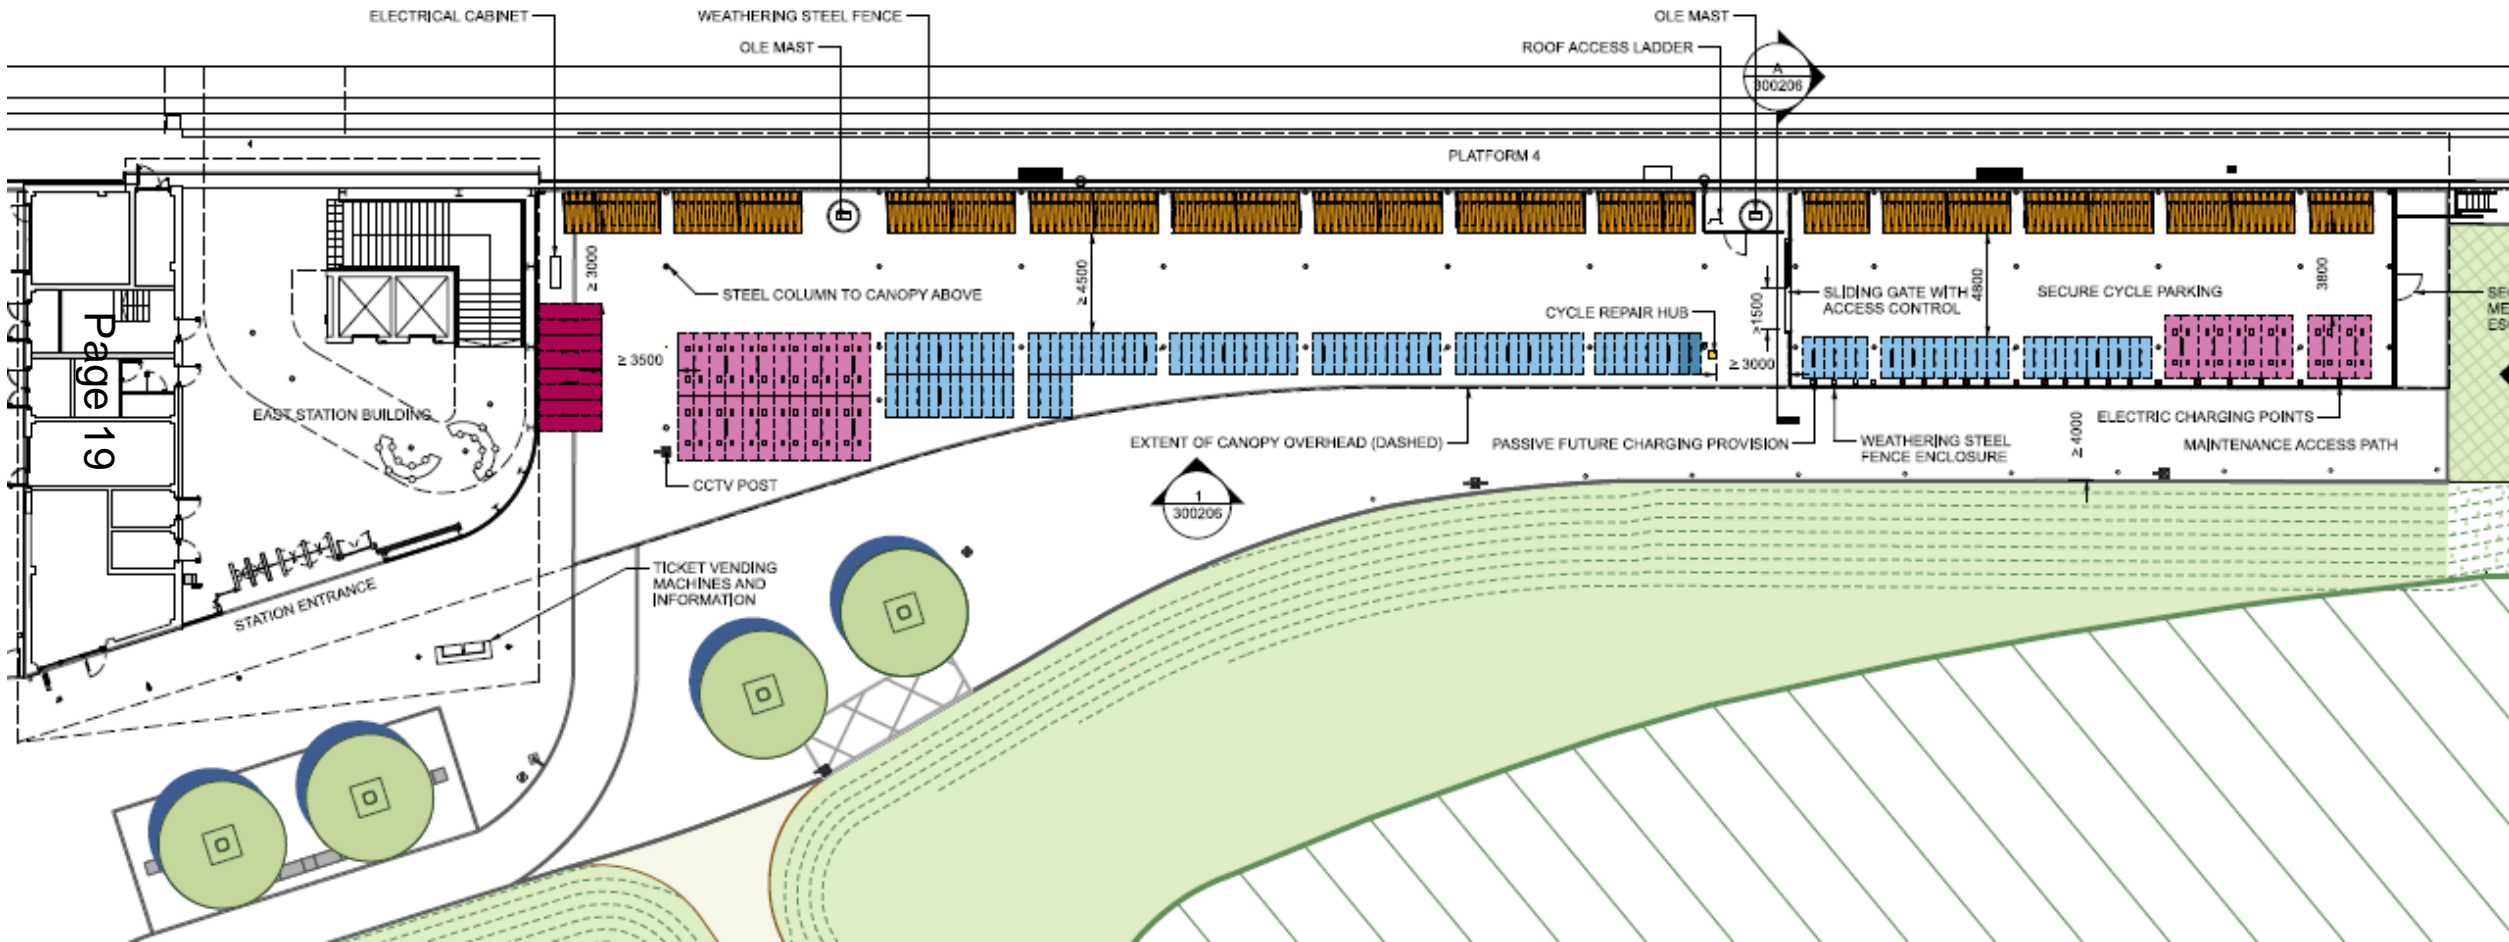 ELECTRICAL CABINET
WEATHERING STEEL FENCE
OLE MAST
OLE MAST
ROOF ACCESS LADDER
A
300206
PLATFORM 4
≥ 3000
≥ 4500
STEEL COLUMN TO CANOPY ABOVE
CYCLE REPAIR HUB
>1500
SLIDING GATE WITH
ACCESS CONTROL
4800
SECURE CYCLE PARKING
3800
Page 19
≥ 3500
≥ 3000
EAST STATION BUILDING
EXTENT OF CANOPY OVERHEAD (DASHED)
PASSIVE FUTURE CHARGING PROVISION
WEATHERING STEEL
FENCE ENCLOSURE
ELECTRIC CHARGING POINTS
≥ 4000
MAINTENANCE ACCESS PATH
CCTV POST
1
300206
TICKET VENDING
MACHINES AND
INFORMATION
STATION ENTRANCE